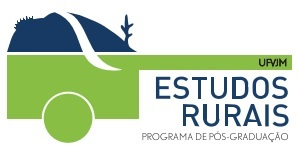 UFVJM
ESTUDOS
RURAIS
PROGRAMA DE PÓS-GRADUAÇÃO